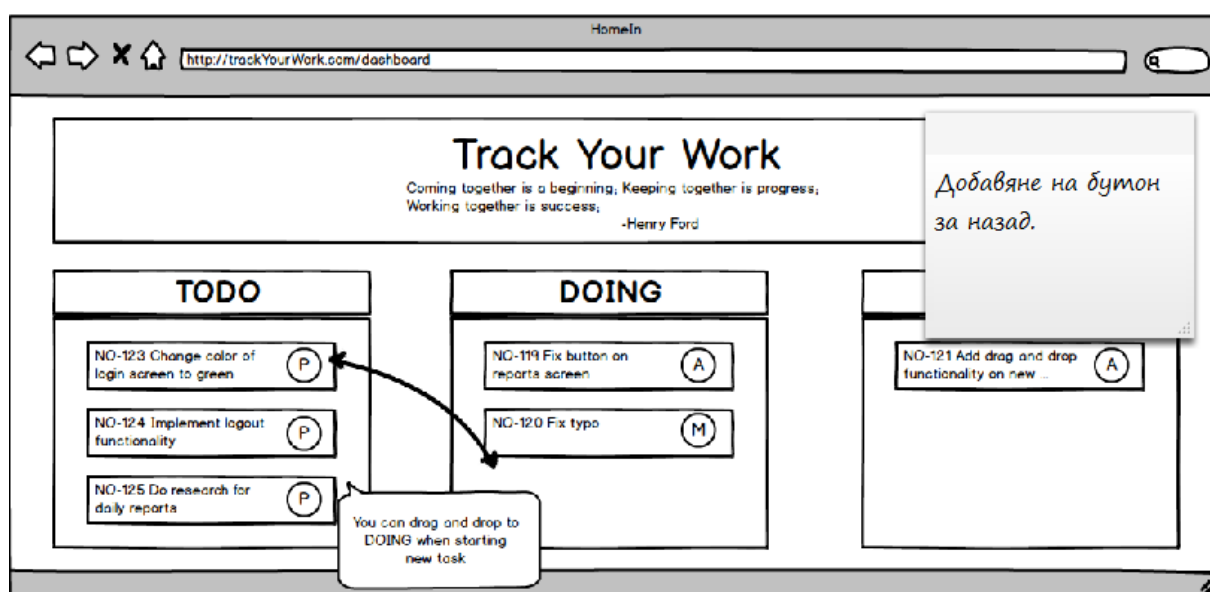 HomeIn
http://trackYourWork.com/dashboard
Track Your Work
Coming together is a beginning; Keeping together is progress;
Working together is success;
-Henry Ford
Добавяне на бутон
за назад.
TODO
NO-123 Change color of
login screen to green
P
NO-124 Implement logout
functionality
P
NO-125 Do research for
daily reports
P
You can drag and drop to
DOING when starting
new task
DOING
NO-119 Fix button on
reports screen
A
NO-120 Fix typo
M
NO-121 Add drag and drop
functionality on new ...
A